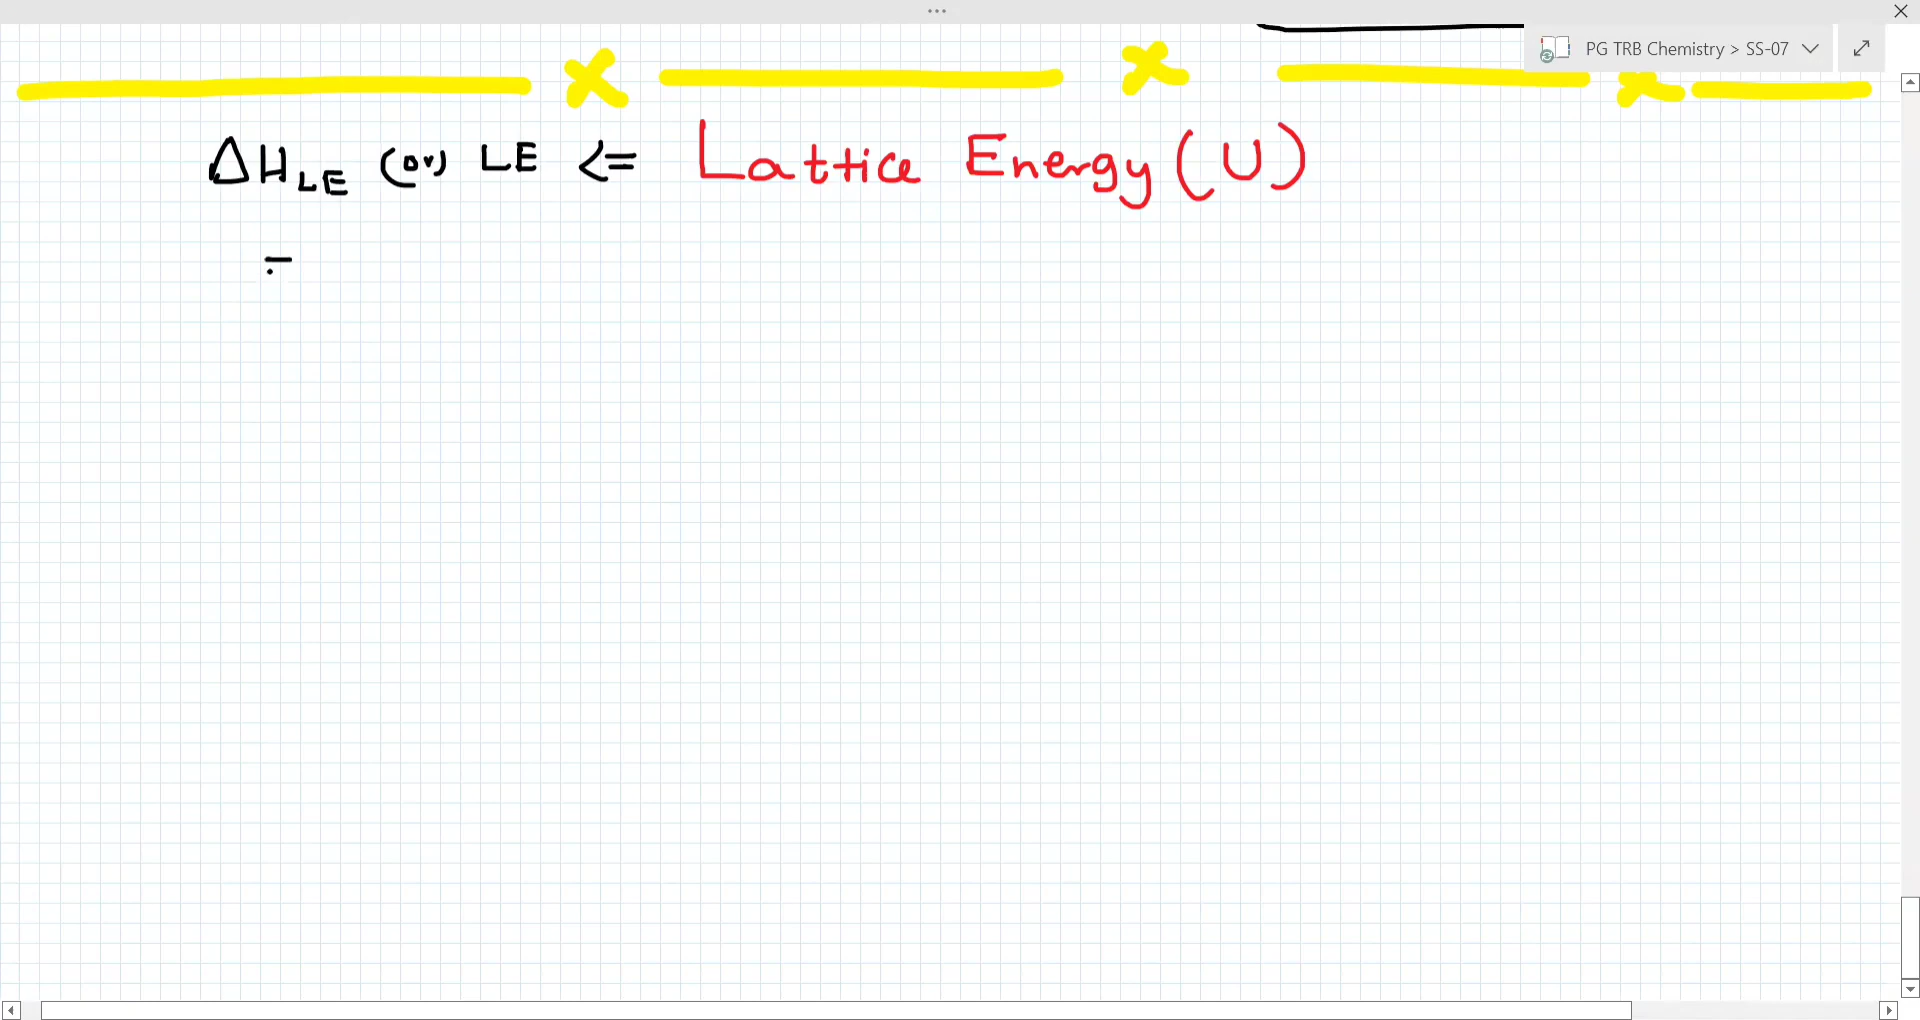 PG TRB Chemistry > SS-07
ΔH_LE (or) LE <= Lattice Energy (U)